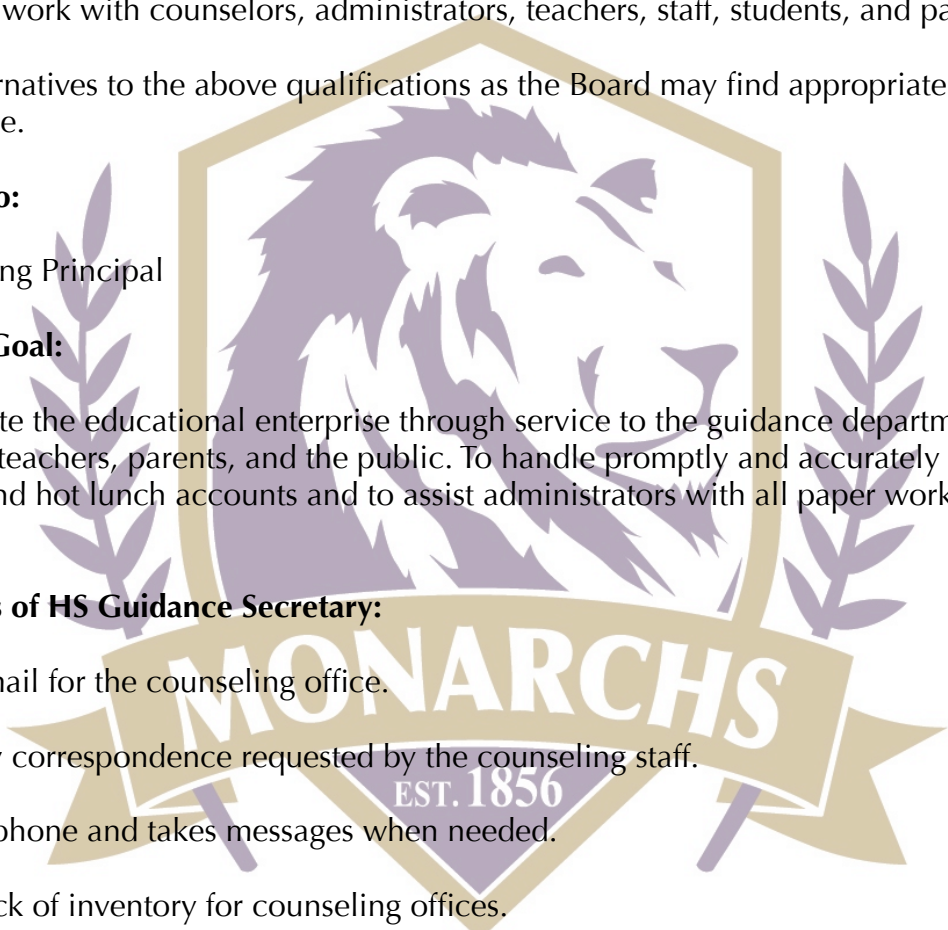 work with counselors, administrators, teachers, staff, students, and pa
rnatives to the above qualifications as the Board may find appropriate
e.
o:
ng Principal
Goal:
te the educational enterprise through service to the guidance departm
teachers, parents, and the public. To handle promptly and accurately
nd hot lunch accounts and to assist administrators with all paper work
s of HS Guidance Secretary:
nail for the counseling office.
y correspondence requested by the counseling staff.
phone and takes messages when needed.
ck of inventory for counseling offices.
MONARCHS
EST. 1856